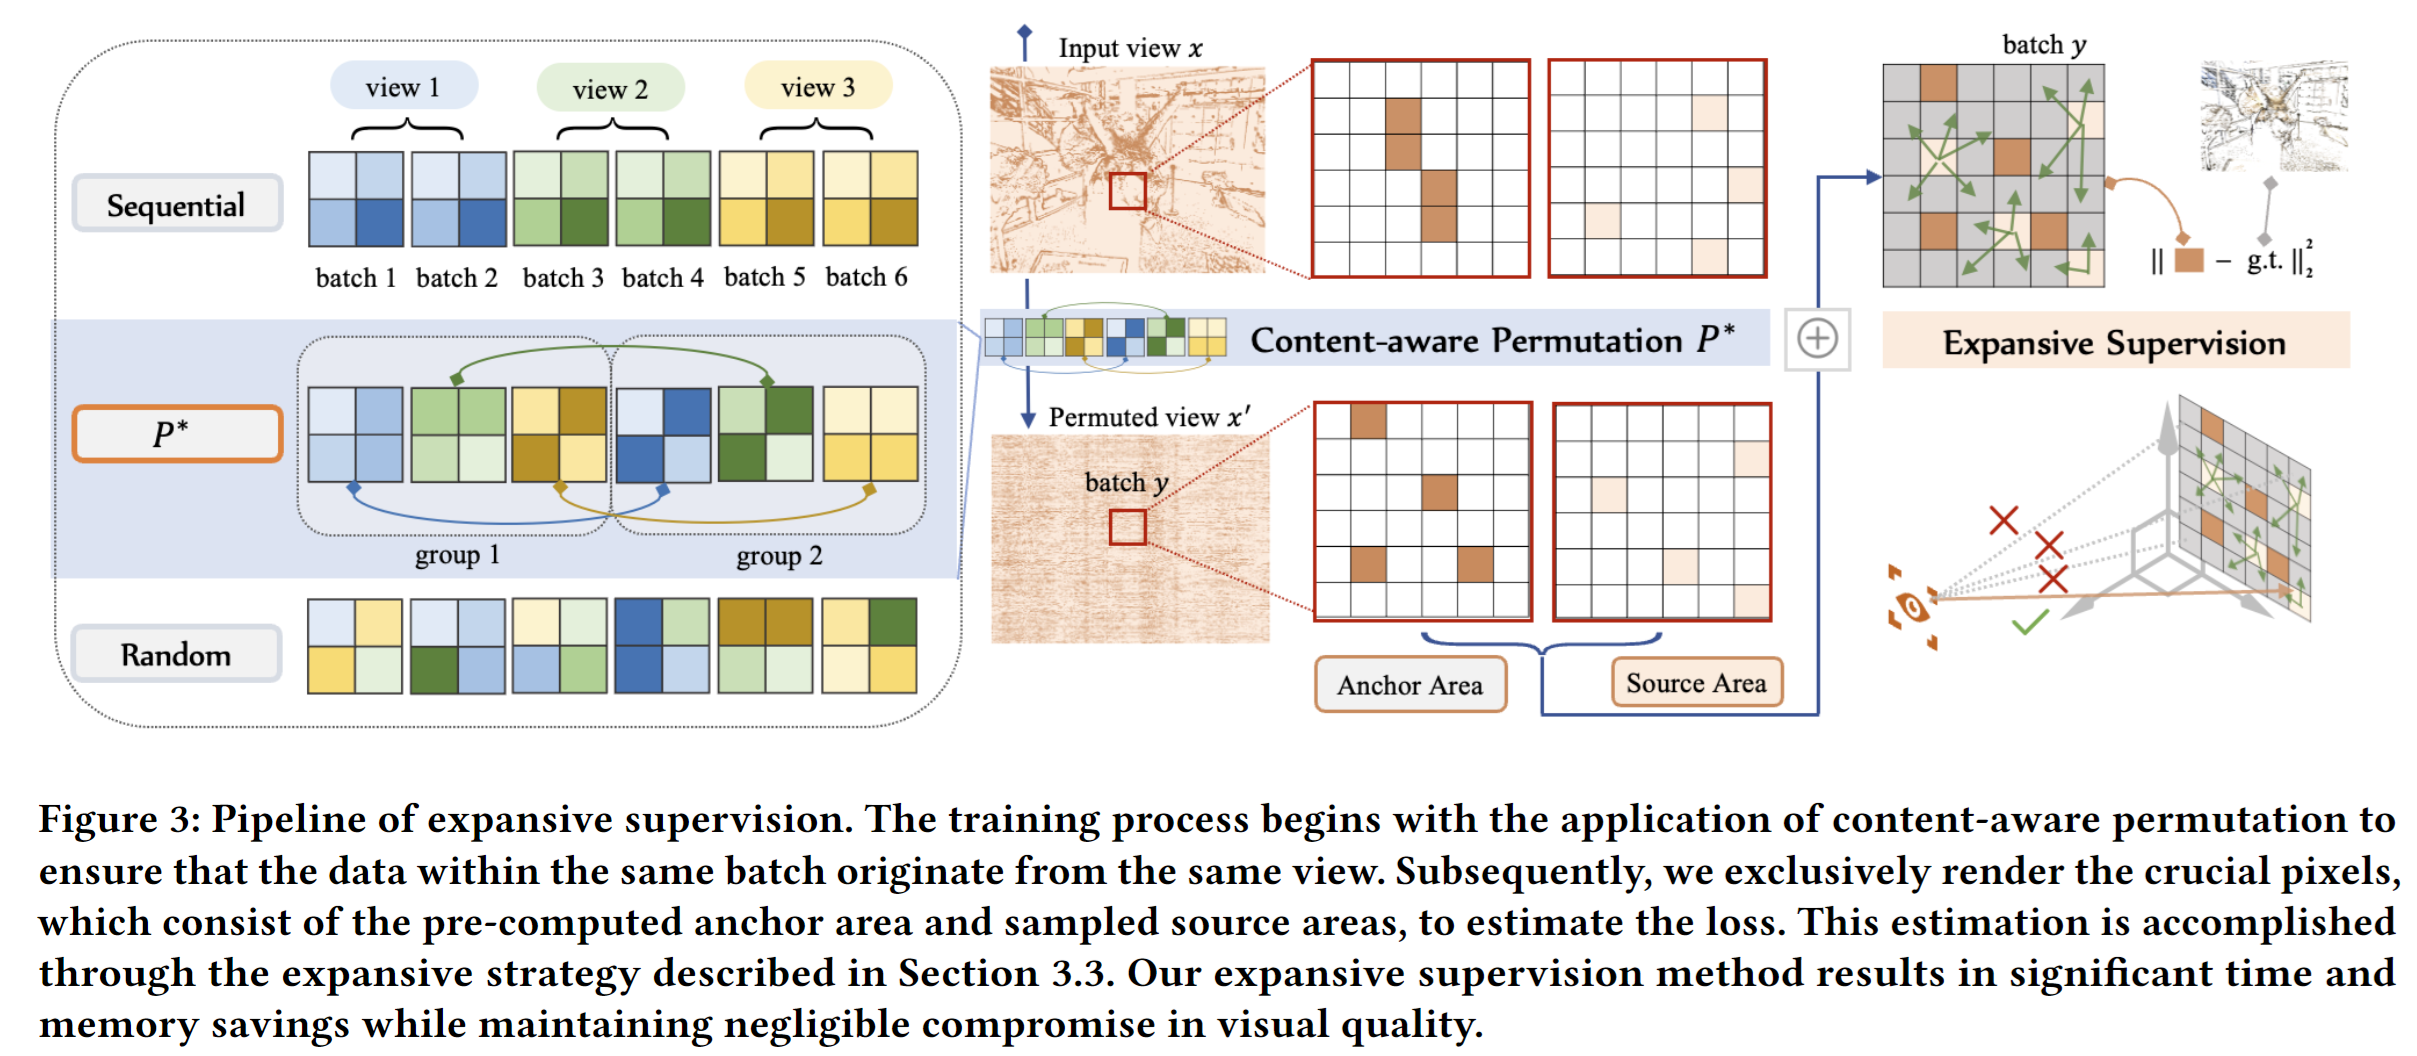 view 1
view 2
view 3
Sequential
batch 1
batch 2
batch 3
batch 4
batch 5
batch 6
P*
group 1
group 2
Random
Input view x
Content-aware Permutation P*
Permuted view x′
batch y
Anchor Area
Source Area
batch y
|| − g.t. ||₂²
Expansive Supervision
Figure 3: Pipeline of expansive supervision. The training process begins with the application of content-aware permutation to
ensure that the data within the same batch originate from the same view. Subsequently, we exclusively render the crucial pixels,
which consist of the pre-computed anchor area and sampled source areas, to estimate the loss. This estimation is accomplished
through the expansive strategy described in Section 3.3. Our expansive supervision method results in significant time and
memory savings while maintaining negligible compromise in visual quality.